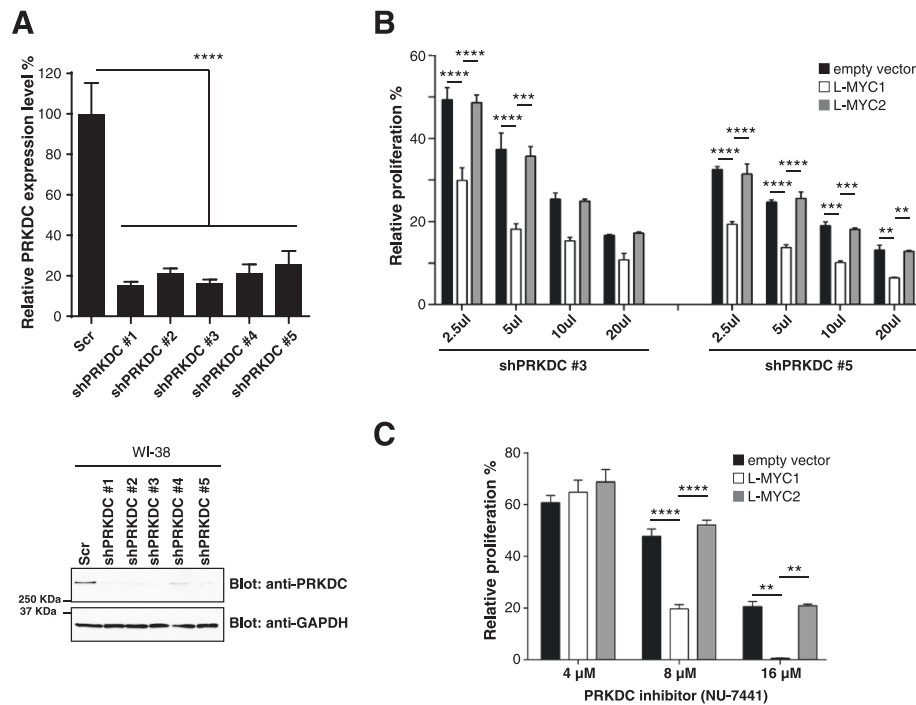 A
Relative PRKDC expression level %
120
100
80
60
40
20
0
****
Scr
shPRKDC #1
shPRKDC #2
shPRKDC #3
shPRKDC #4
shPRKDC #5
WI-38
Scr
shPRKDC #1
shPRKDC #2
shPRKDC #3
shPRKDC #4
shPRKDC #5
250 KDa
37 KDa
Blot: anti-PRKDC
Blot: anti-GAPDH
B
Relative proliferation %
60
40
20
0
empty vector
L-MYC1
L-MYC2
****
****
****
***
****
****
****
****
***
***
**
**
2.5ul
5ul
10ul
20ul
2.5ul
5ul
10ul
20ul
shPRKDC #3
shPRKDC #5
C
Relative proliferation %
80
60
40
20
0
empty vector
L-MYC1
L-MYC2
****
****
**
**
4 µM
8 µM
16 µM
PRKDC inhibitor (NU-7441)